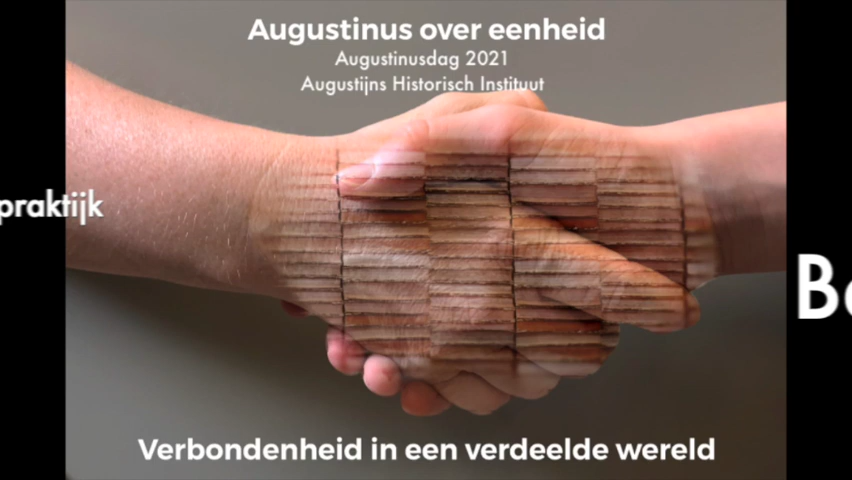 Augustinus over eenheid
Augustinusdag 2021
Augustijns Historisch Instituut
praktijk
Verbondenheid in een verdeelde wereld